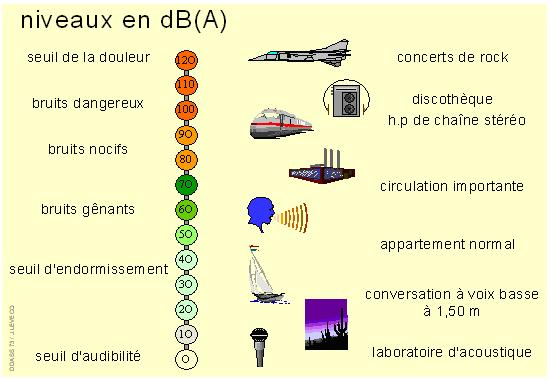 niveaux en dB(A)
seuil de la douleur
120
concerts de rock
110
bruits dangereux
100
discothèque
h.p de chaîne stéréo
90
bruits nocifs
80
70
circulation importante
bruits gênants
60
50
appartement normal
40
seuil d'endormissement
30
conversation à voix basse
à 1,50 m
20
10
seuil d'audibilité
0
laboratoire d'acoustique